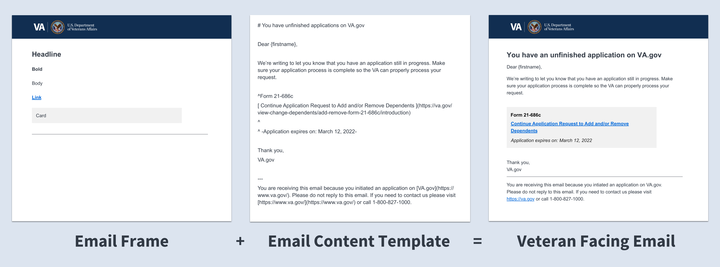 VA
U.S. Department
of Veterans Affairs
Headline
Bold
Body
Link
Card
# You have unfinished applications on VA.gov
Dear {firstname},
We're writing to let you know that you have an application still in progress. Make
sure your application process is complete so the VA can properly process your
request.
^Form 21-686c
[ Continue Application Request to Add and/or Remove Dependents ](https://va.gov/
view-change-dependents/add-remove-form-21-686c/introduction)
^
^ -Application expires on: March 12, 2022-
Thank you,
VA.gov
—
You are receiving this email because you initiated an application on [VA.gov](https://
www.va.gov/). Please do not reply to this email. If you need to contact us please visit
[https://www.va.gov/](https://www.va.gov/) or call 1-800-827-1000.
VA
U.S. Department
of Veterans Affairs
You have an unfinished application on VA.gov
Dear {firstname},
We're writing to let you know that you have an application still in progress. Make
sure your application process is complete so the VA can properly process your
request.
Form 21-686c
Continue Application Request to Add and/or Remove
Dependents
Application expires on: March 12, 2022
Thank you,
VA.gov
You are receiving this email because you initiated an application on VA.gov.
Please do not reply to this email. If you need to contact us please visit
https://va.gov or call 1-800-827-1000.
Email Frame + Email Content Template = Veteran Facing Email